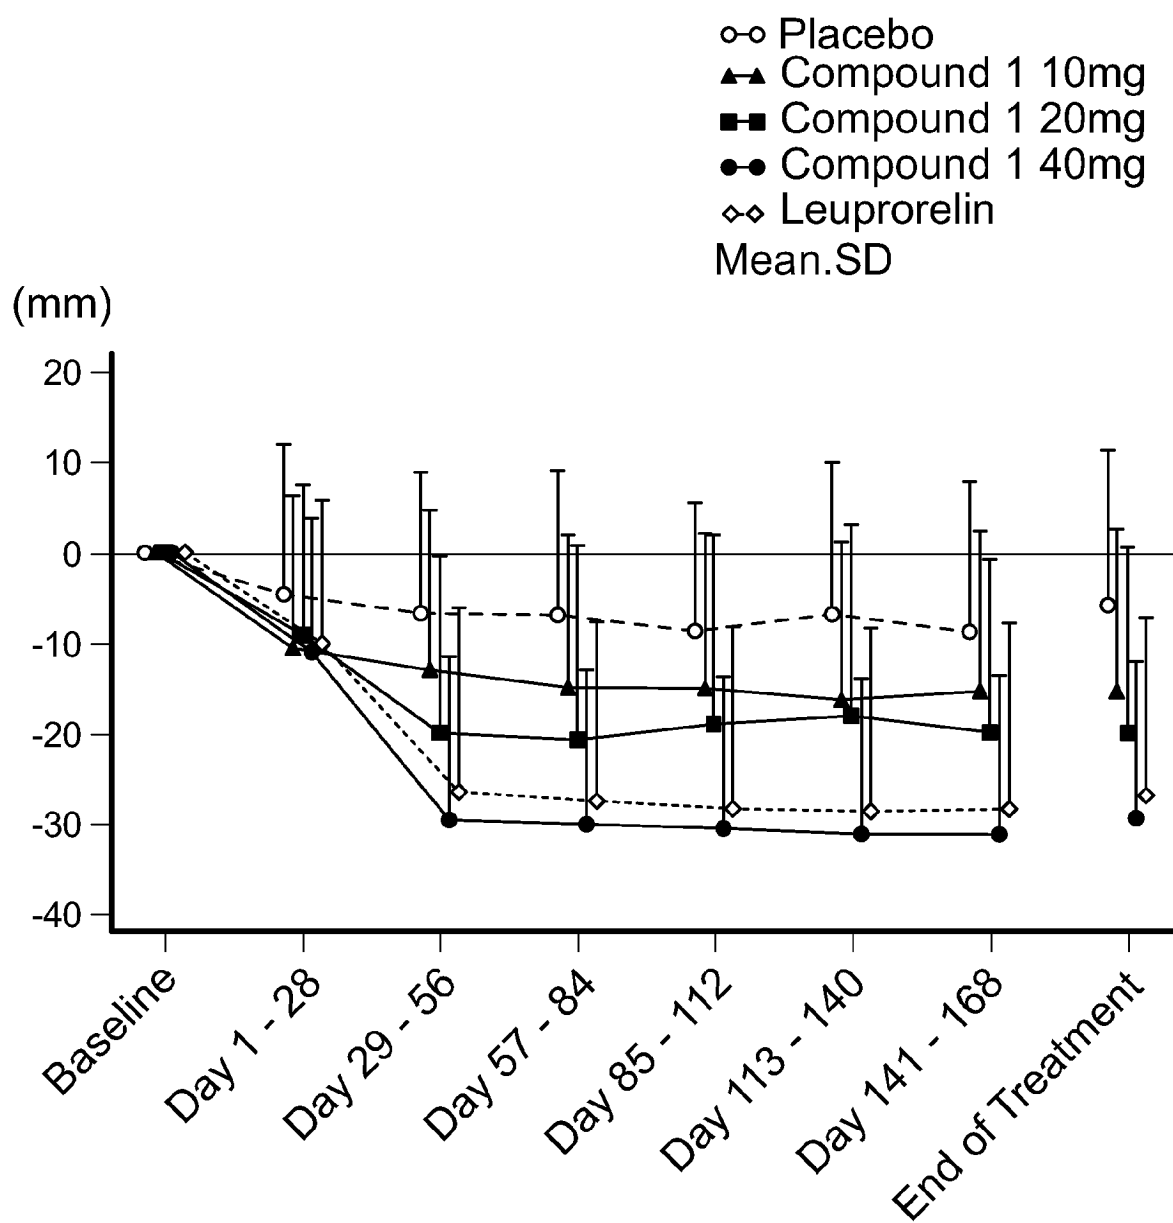 Placebo
Compound 1 10mg
Compound 1 20mg
Compound 1 40mg
Leuprorelin
Mean.SD
(mm)
20
10
0
-10
-20
-30
-40
Baseline
Day 1 - 28
Day 29 - 56
Day 57 - 84
Day 85 - 112
Day 113 - 140
Day 141 - 168
End of Treatment